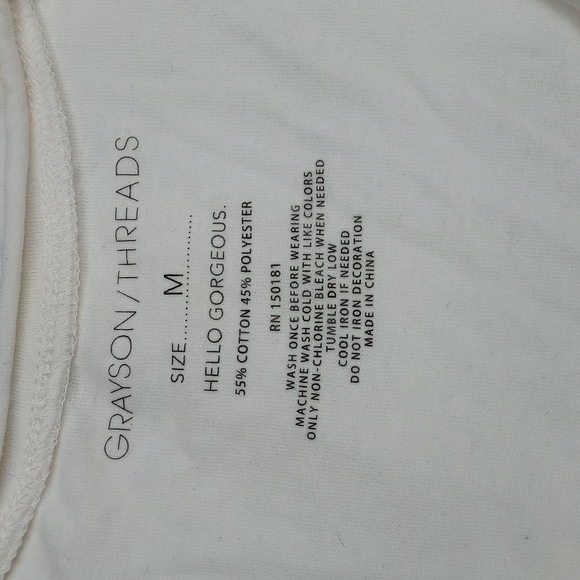 GRAYSON/THREADS
SIZE......M......
HELLO GORGEOUS.
55% COTTON 45% POLYESTER
RN 150181
WASH ONCE BEFORE WEARING
MACHINE WASH COLD WITH LIKE COLORS
ONLY NON-CHLORINE BLEACH WHEN NEEDED
TUMBLE DRY LOW
COOL IRON IF NEEDED
DO NOT IRON DECORATION
MADE IN CHINA